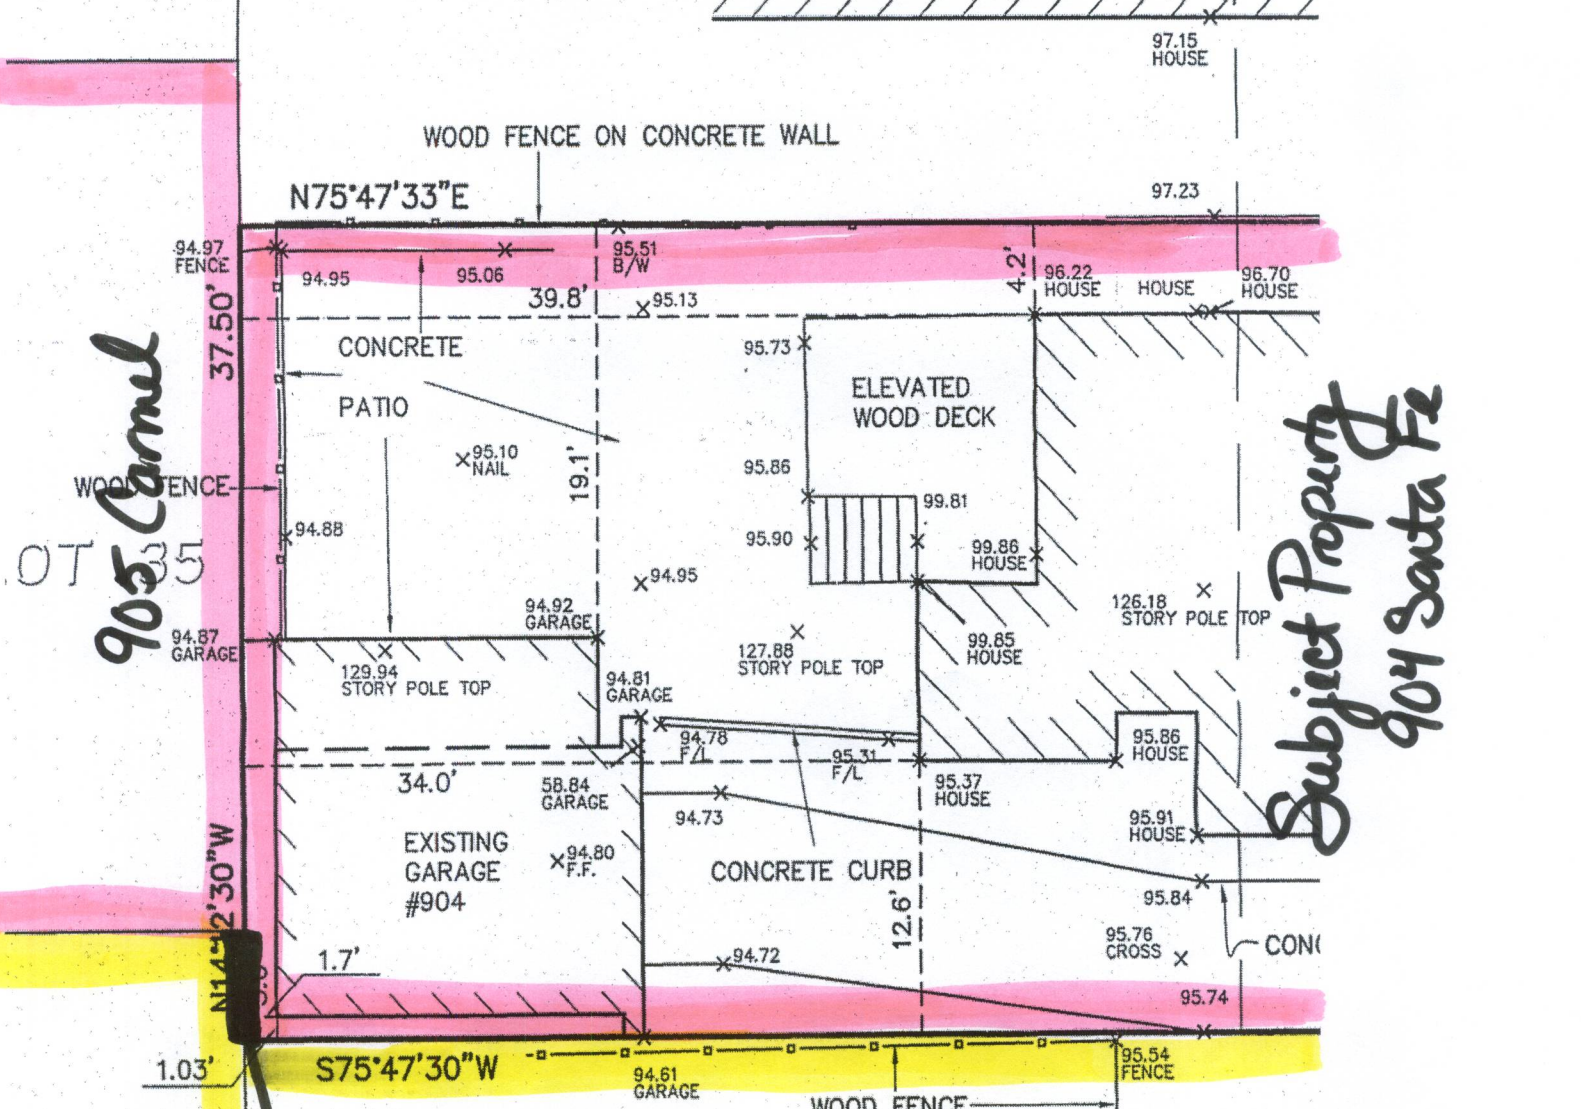 97.15
HOUSE
WOOD FENCE ON CONCRETE WALL
N75°47'33"E
97.23
94.97
FENCE
94.95
95.06
95.51
B/W
4.2'
96.22
HOUSE
HOUSE
96.70
HOUSE
39.8'
95.13
37.50'
CONCRETE
PATIO
95.73
ELEVATED
WOOD DECK
905 Carmel
95.10
NAIL
19.1'
95.86
WOOD FENCE
99.81
94.88
95.90
99.86
HOUSE
OT 35
94.95
94.92
GARAGE
126.18
STORY POLE TOP
Subject Property
904 Santa Fe
94.87
GARAGE
99.85
HOUSE
129.94
STORY POLE TOP
127.88
STORY POLE TOP
94.81
GARAGE
94.78
F/L
95.31
F/L
95.86
HOUSE
34.0'
58.84
GARAGE
95.37
HOUSE
94.73
95.91
HOUSE
EXISTING
GARAGE
#904
94.80
F.F.
CONCRETE CURB
95.84
12.6'
94.72
95.76
CROSS
CONC
1.7'
95.74
1.03'
S75°47'30"W
94.61
GARAGE
95.54
FENCE
WOOD FENCE